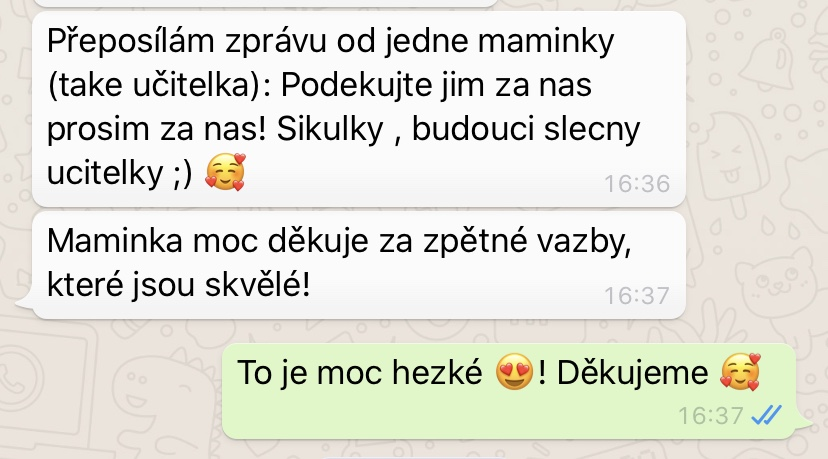 Přeposílám zprávu od jedne maminky
(take učitelka): Podekujte jim za nas
prosim za nas! Sikulky , budouci slecny
ucitelky ;) 🥰
16:36
Maminka moc děkuje za zpětné vazby,
které jsou skvělé!
16:37
To je moc hezké 😍! Děkujeme 🥰
16:37